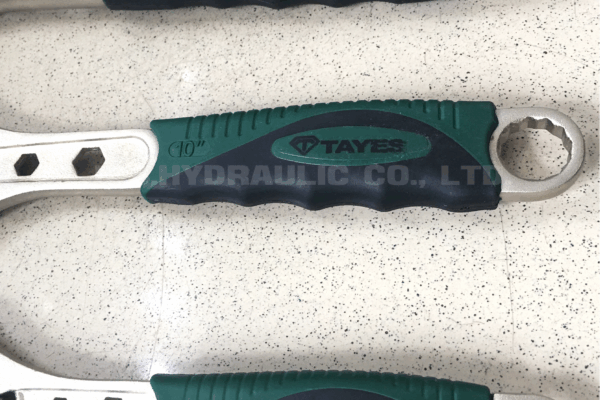 10"
TAYES
HYDRAULIC CO., LTD